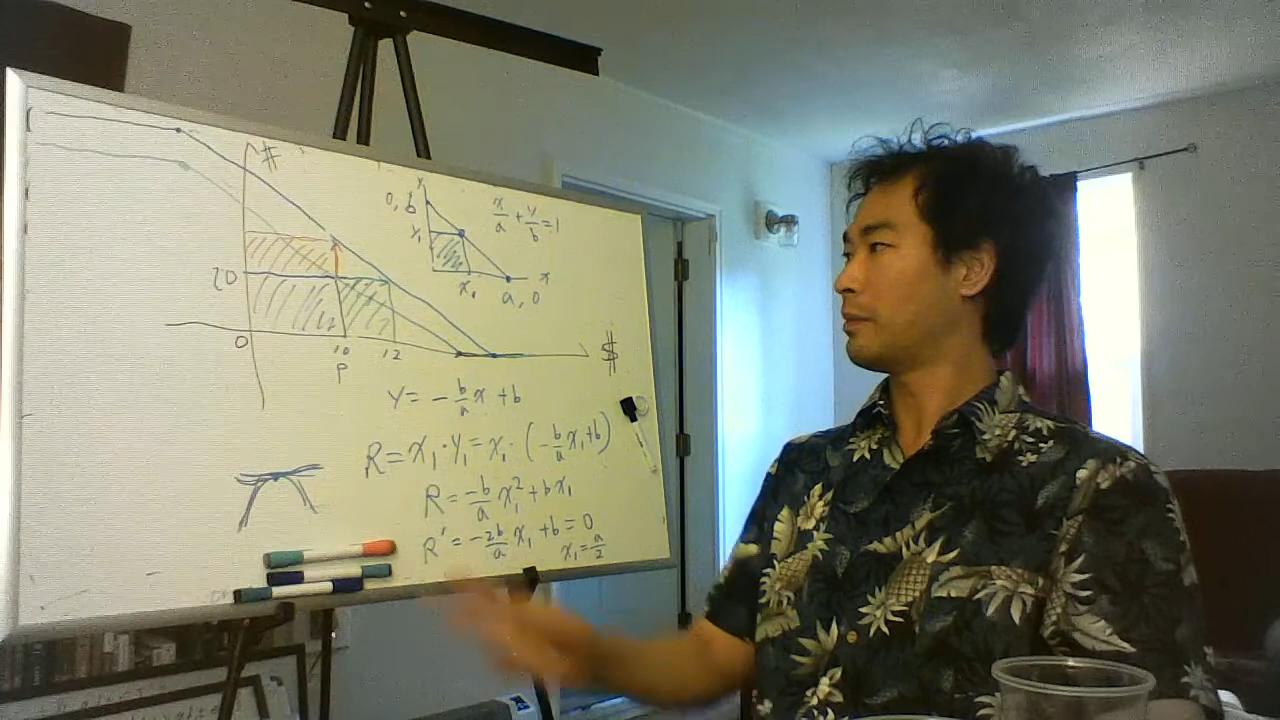 $
0, b
y
x/a + y/b = 1
y₁
x₁
a, 0
x
20
0
10
12
P
$
y = -b/a x + b
R = x₁ · y₁ = x₁ · (-b/a x₁ + b)
R = -b/a x₁² + b x₁
R' = -2b/a x₁ + b = 0
x₁ = a/2